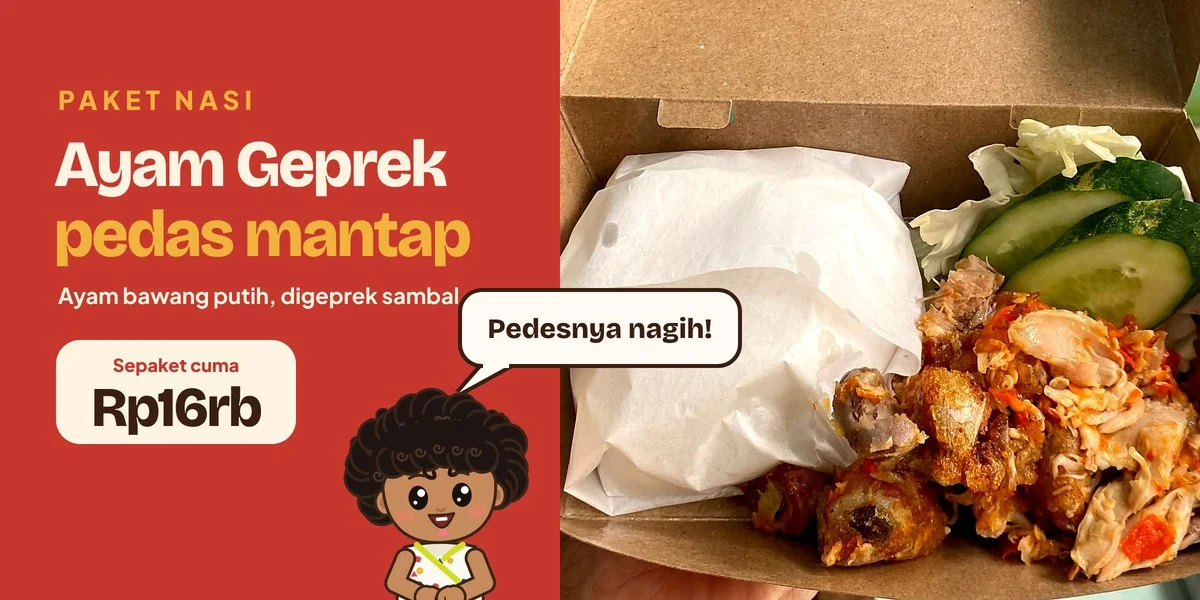 PAKET NASI
Ayam Geprek
pedas mantap
Ayam bawang putih, digeprek sambal
Pedesnya nagih!
Sepaket cuma
Rp16rb